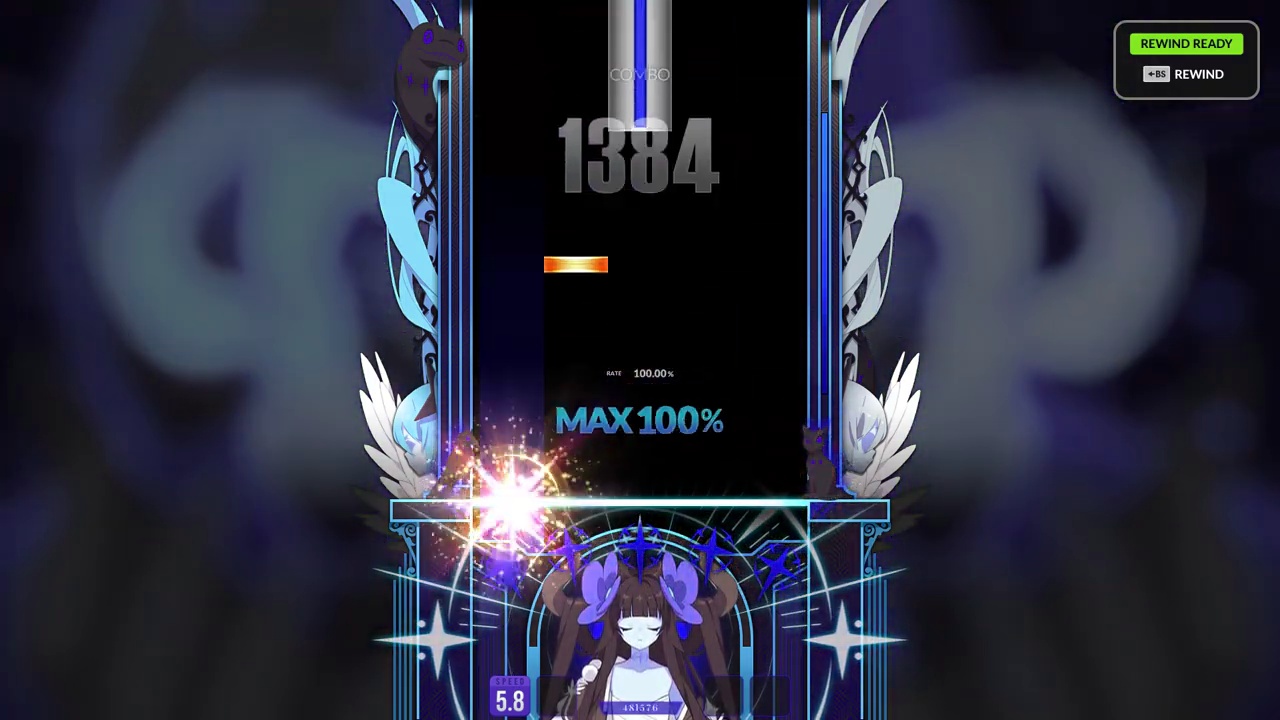 REWIND READY
←BS REWIND
COMBO
1384
RATE 100.00%
MAX 100%
SPEED
5.8
481576